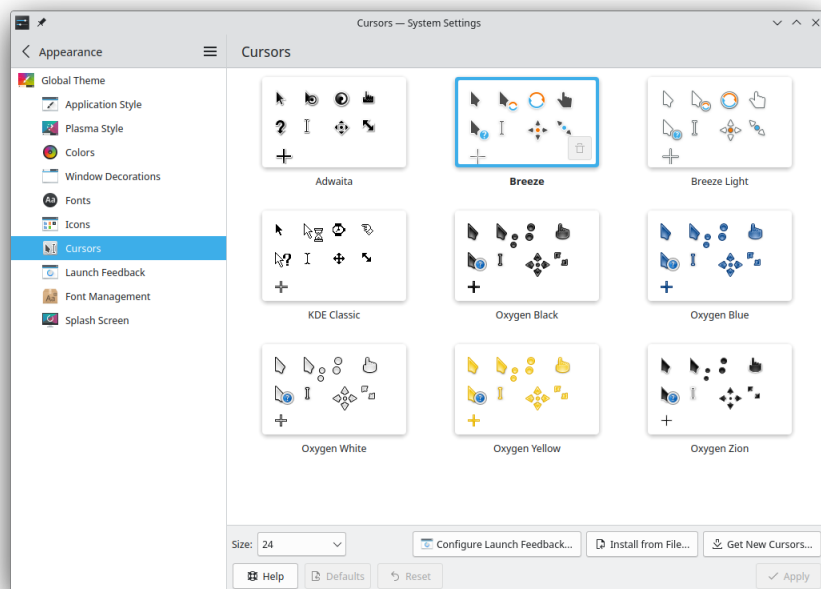 Cursors — System Settings
Appearance
Cursors
Global Theme
Application Style
Plasma Style
Colors
Window Decorations
Fonts
Icons
Cursors
Launch Feedback
Font Management
Splash Screen
Adwaita
Breeze
Breeze Light
KDE Classic
Oxygen Black
Oxygen Blue
Oxygen White
Oxygen Yellow
Oxygen Zion
Size: 24
Configure Launch Feedback...
Install from File...
Get New Cursors...
Help
Defaults
Reset
Apply